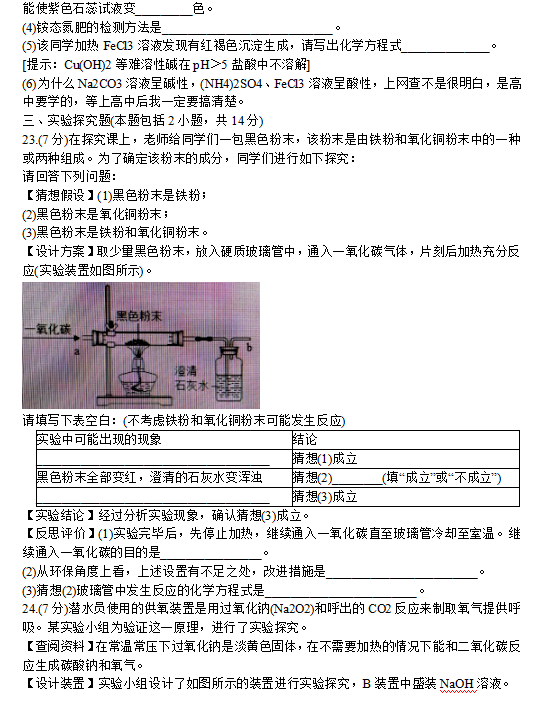 能使紫色石蕊试液变_________色。
(4)铵态氮肥的检测方法是___________________________。
(5)该同学加热 FeCl3 溶液发现有红褐色沉淀生成，请写出化学方程式______________。
[提示：Cu(OH)2 等难溶性碱在 pH＞5 盐酸中不溶解]
(6)为什么 Na2CO3 溶液呈碱性，(NH4)2SO4、FeCl3 溶液呈酸性，上网查不是很明白，是高
中要学的，等上高中后我一定要搞清楚。
三、实验探究题(本题包括 2 小题，共 14 分)
23.(7 分)在探究课上，老师给同学们一包黑色粉末，该粉末是由铁粉和氧化铜粉末中的一种
或两种组成。为了确定该粉末的成分，同学们进行如下探究：
请回答下列问题：
【猜想假设】(1)黑色粉末是铁粉；
(2)黑色粉末是氧化铜粉末；
(3)黑色粉末是铁粉和氧化铜粉末。
【设计方案】取少量黑色粉末，放入硬质玻璃管中，通入一氧化碳气体，片刻后加热充分反
应(实验装置如图所示)。
黑色粉末
一氧化碳
a
b
澄清
石灰水
请填写下表空白：(不考虑铁粉和氧化铜粉末可能发生反应)
实验中可能出现的现象 结论
_____________________________________ 猜想(1)成立
黑色粉末全部变红，澄清的石灰水变浑浊 猜想(2)________(填“成立”或“不成立”)
_____________________________________ 猜想(3)成立
【实验结论】经过分析实验现象，确认猜想(3)成立。
【反思评价】(1)实验完毕后，先停止加热，继续通入一氧化碳直至玻璃管冷却至室温。继
续通入一氧化碳的目的是________________。
(2)从环保角度上看，上述设置有不足之处，改进措施是________________________。
(3)猜想(2)玻璃管中发生反应的化学方程式是________________________。
24.(7 分)潜水员使用的供氧装置是用过氧化钠(Na2O2)和呼出的 CO2 反应来制取氧气提供呼
吸。某实验小组为验证这一原理，进行了实验探究。
【查阅资料】在常温常压下过氧化钠是淡黄色固体，在不需要加热的情况下能和二氧化碳反
应生成碳酸钠和氧气。
【设计装置】实验小组设计了如图所示的装置进行实验探究，B 装置中盛装 NaOH 溶液。